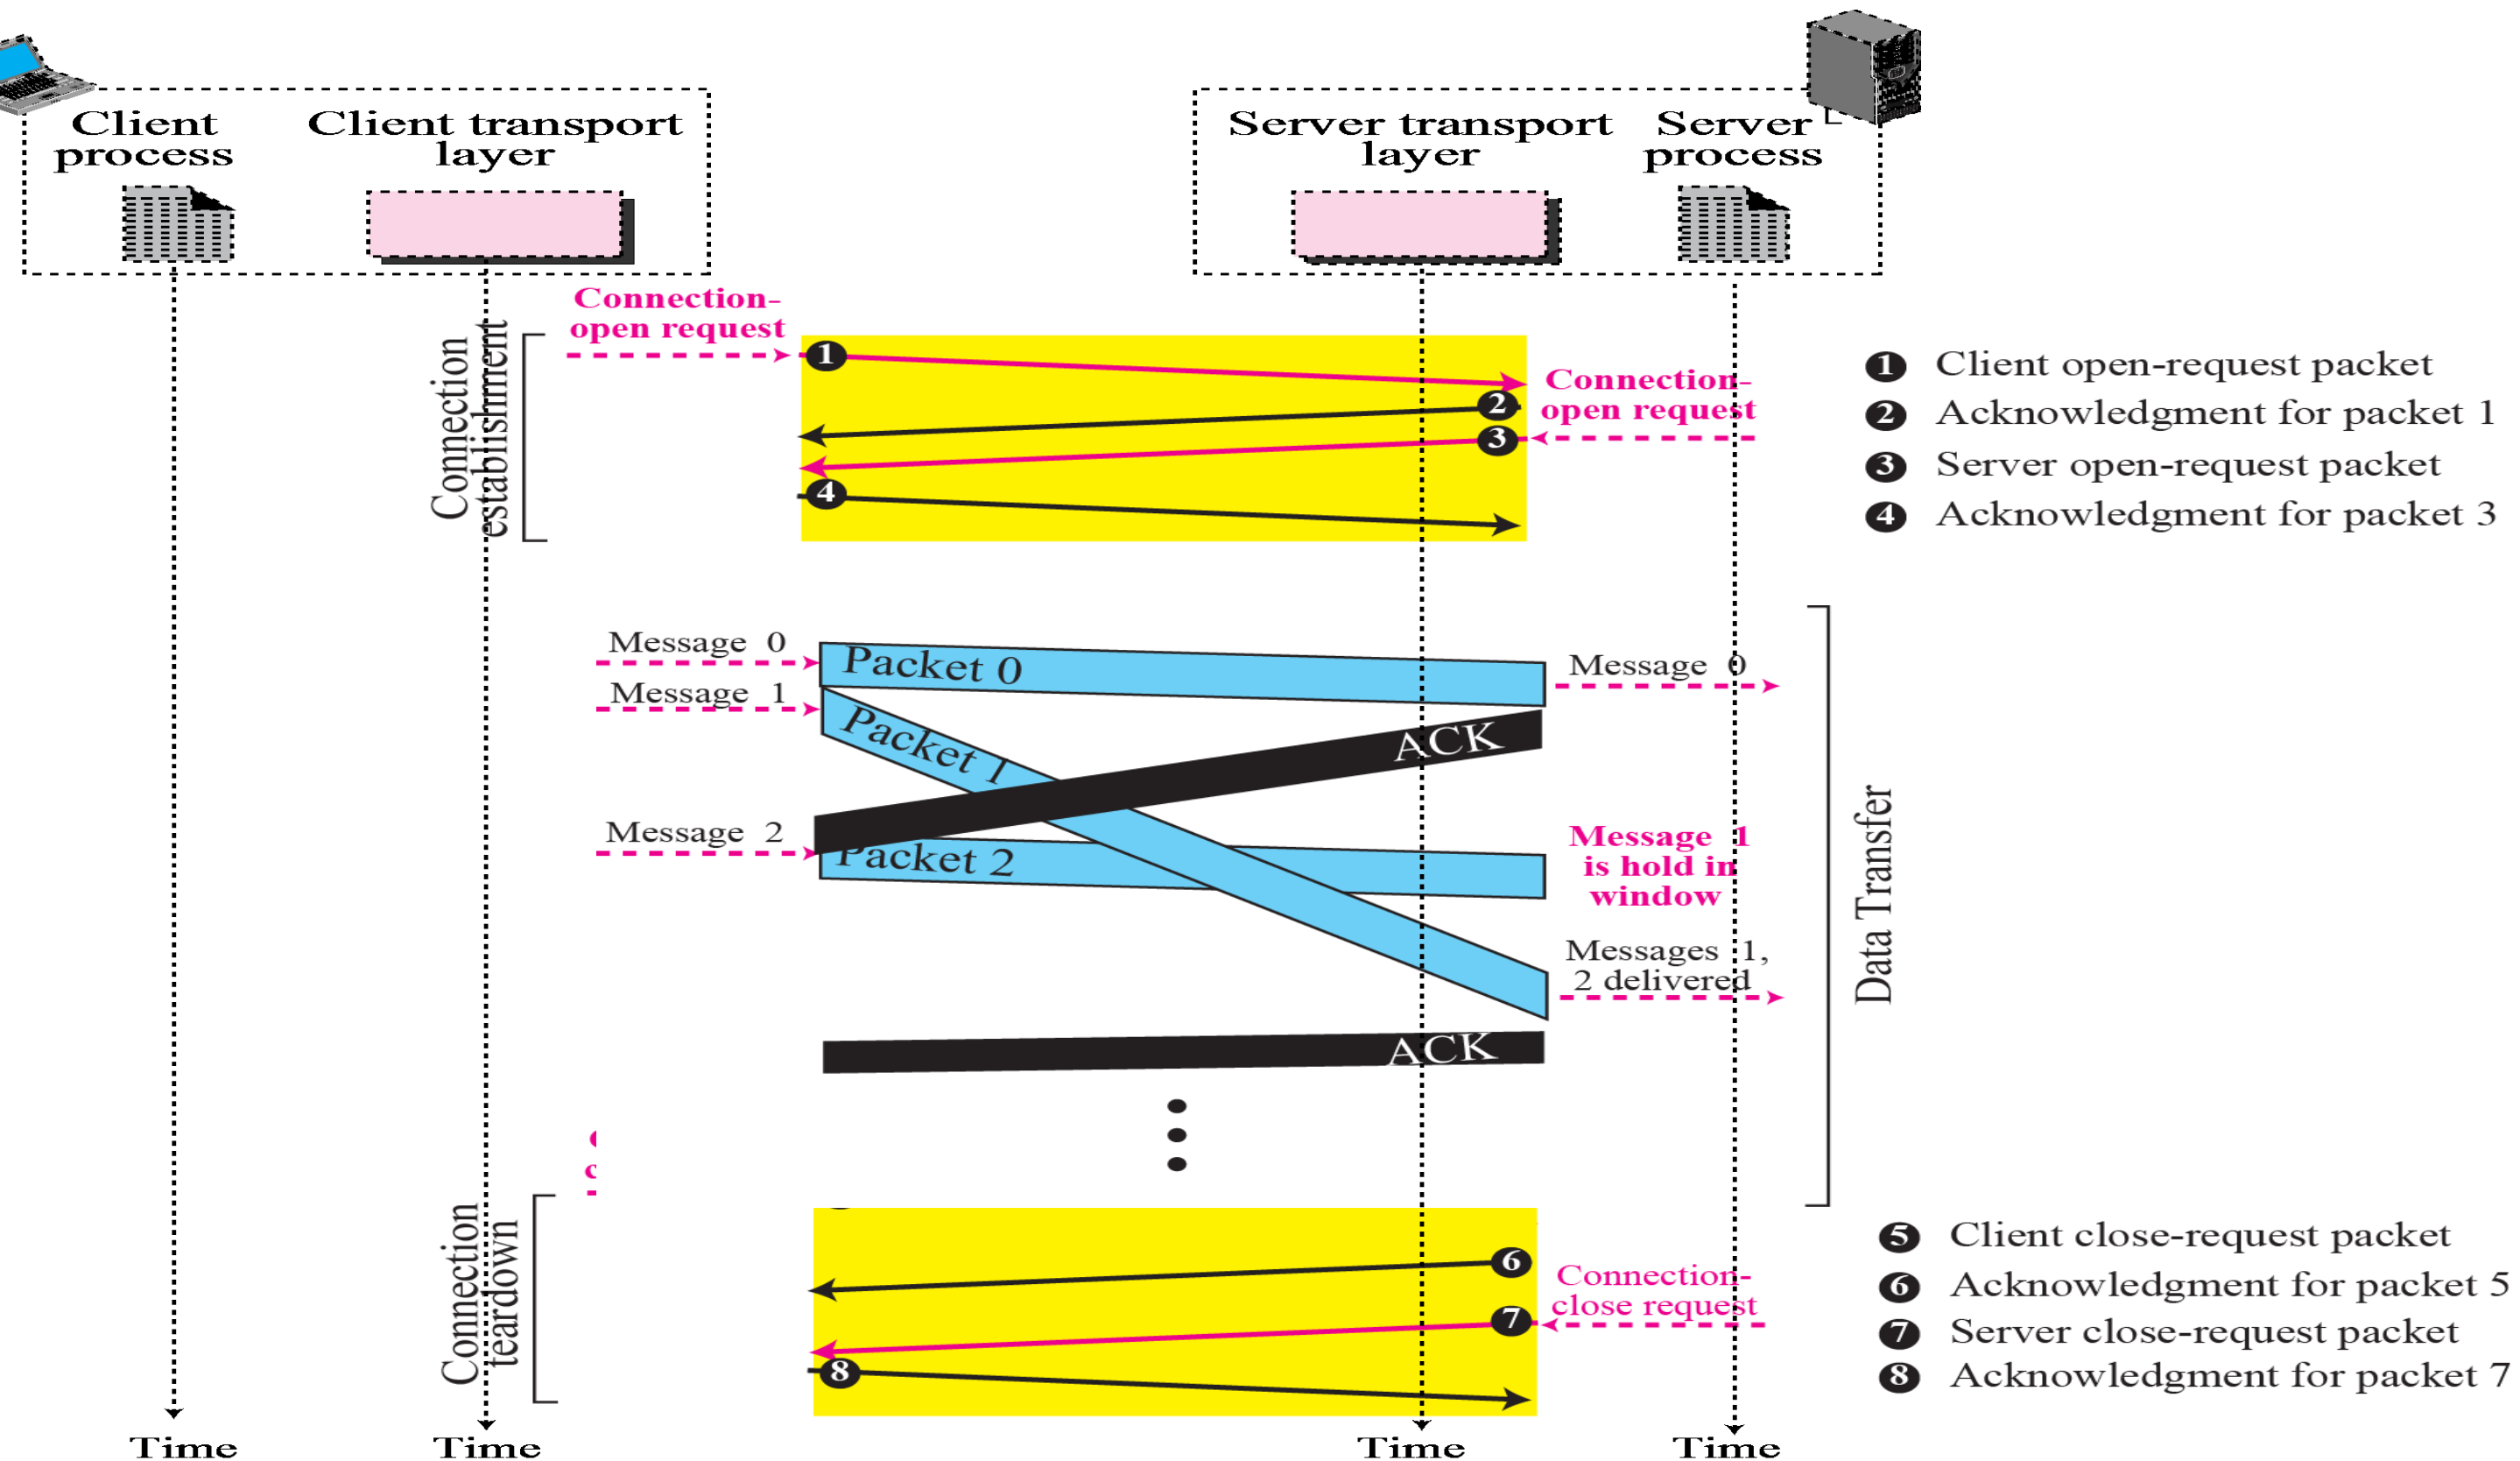 Client
process
Client transport
layer
Server transport
layer
Server
process
Connection-
open request
Connection
establishment
1
2
3
4
Connection-
open request
1 Client open-request packet
2 Acknowledgment for packet 1
3 Server open-request packet
4 Acknowledgment for packet 3
Message 0
Packet 0
Message 0
Message 1
Packet 1
ACK
Message 2
Packet 2
Message 1
is hold in
window
Messages 1,
2 delivered
ACK
Data Transfer
Connection
teardown
6
7
8
Connection-
close request
5 Client close-request packet
6 Acknowledgment for packet 5
7 Server close-request packet
8 Acknowledgment for packet 7
Time
Time
Time
Time